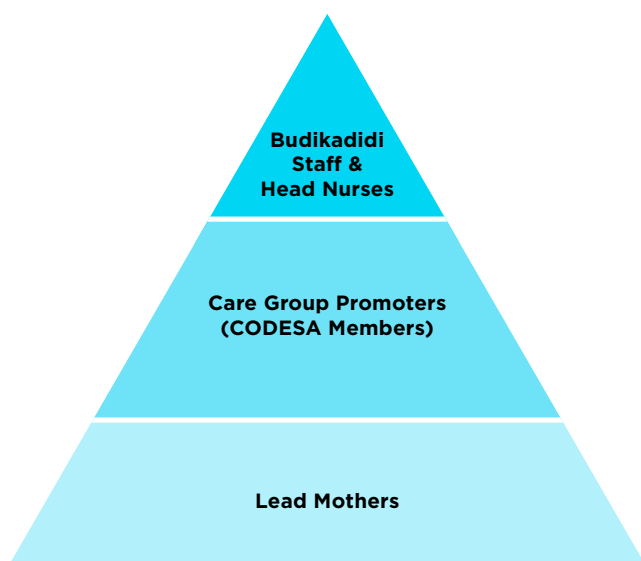 Budikadidi
Staff &
Head Nurses
Care Group Promoters
(CODESA Members)
Lead Mothers